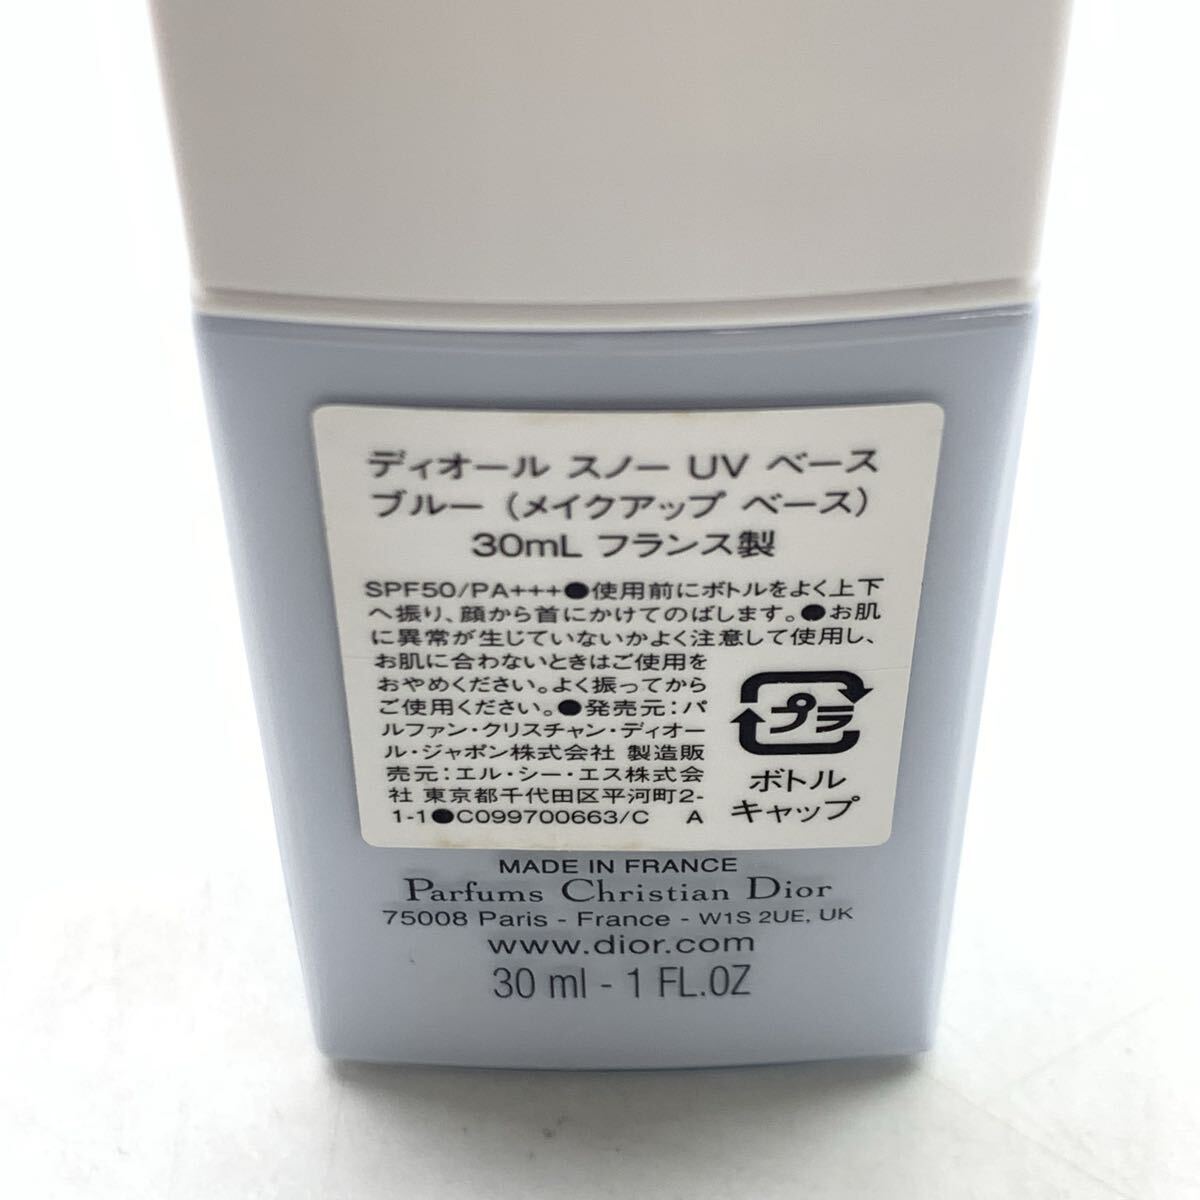 ディオール スノー UV ベース
ブルー（メイクアップ ベース）
30mL フランス製
SPF50/PA+++●使用前にボトルをよく上下
へ振り、顔から首にかけてのばします。●お肌
に異常が生じていないかよく注意して使用し、
お肌に合わないときはご使用を
おやめください。よく振ってから
ご使用ください。●発売元：パ
ルファン・クリスチャン・ディオー
ル・ジャポン株式会社 製造販
売元：エル・シー・エス株式会
社 東京都千代田区平河町2-
1-1●C099700663/C A
プラ
ボトル
キャップ
MADE IN FRANCE
Parfums Christian Dior
75008 Paris - France - W1S 2UE, UK
www.dior.com
30 ml - 1 FL.OZ